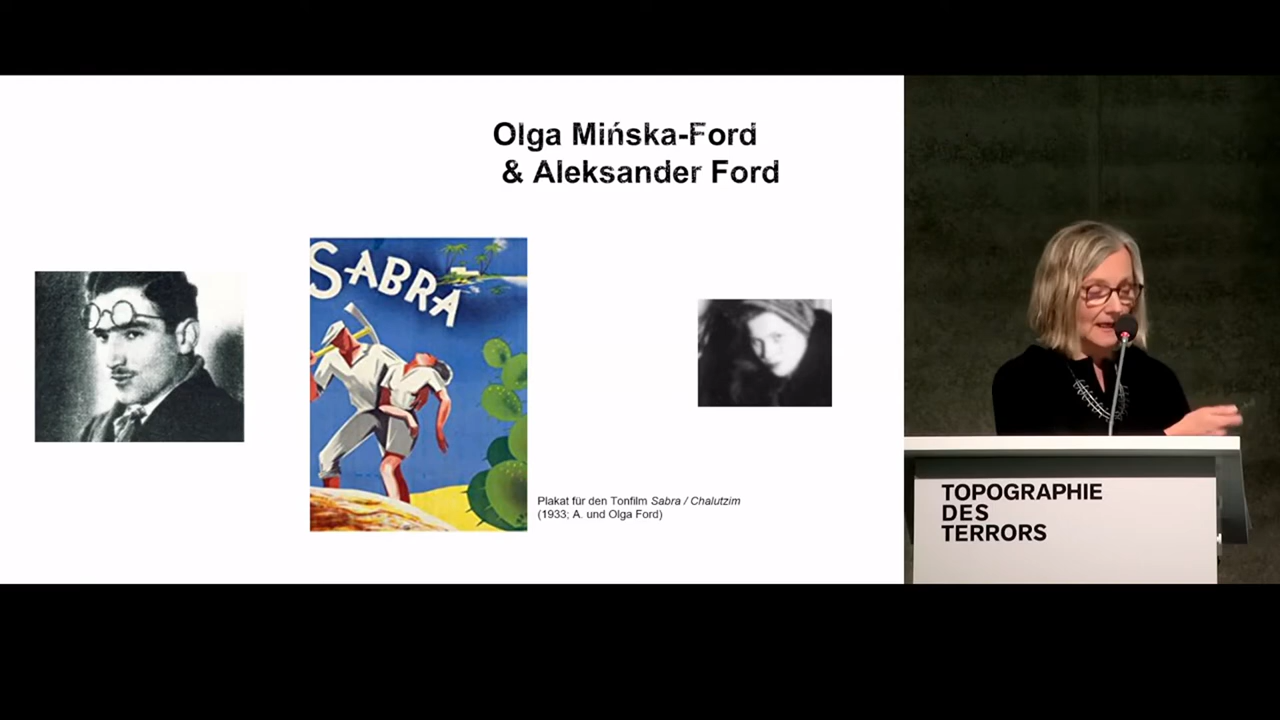 Olga Mińska-Ford
& Aleksander Ford
SABRA
Plakat für den Tonfilm Sabra / Chalutzim
(1933; A. und Olga Ford)
TOPOGRAPHIE
DES
TERRORS